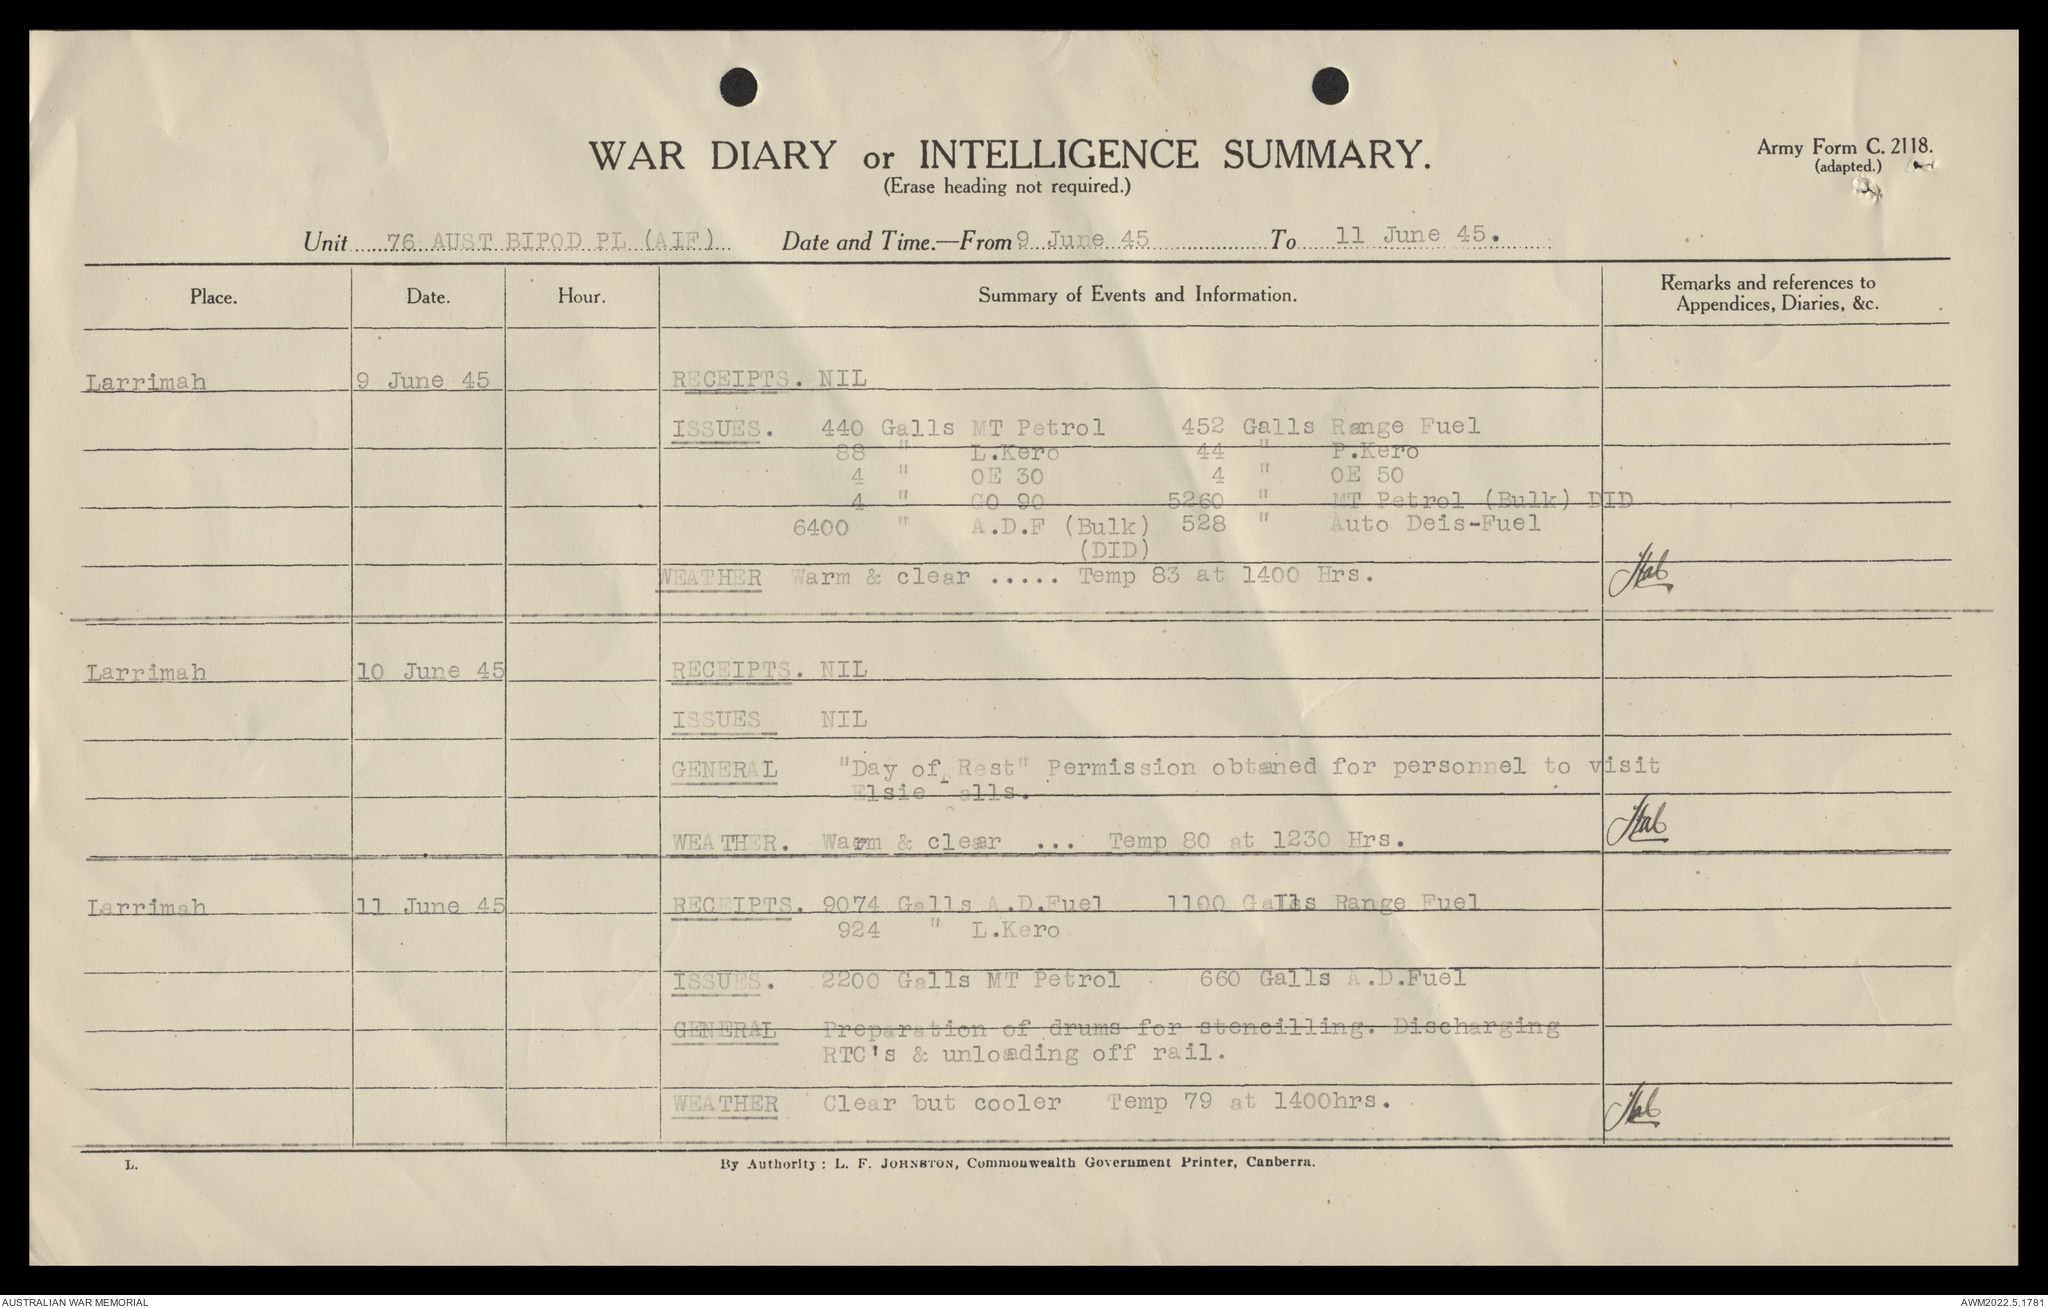 WAR DIARY or INTELLIGENCE SUMMARY.
(Erase heading not required.)
Army Form C. 2118.
(adapted.)
Unit 76 AUST BIPOD PL (AIF) Date and Time.—From 9 June 45 To 11 June 45.
Place. Date. Hour. Summary of Events and Information. Remarks and references to
Appendices, Diaries, &c.
Larrimah 9 June 45 RECEIPTS. NIL
ISSUES. 440 Galls MT Petrol 452 Galls Range Fuel
88 " L.Kero 44 " P.Kero
4 " OE 30 4 " OE 50
4 " GO 90 5260 " MT Petrol (Bulk) DID
6400 " A.D.F (Bulk) 528 " Auto Deis-Fuel
(DID)
WEATHER Warm & clear ..... Temp 83 at 1400 Hrs.
Larrimah 10 June 45 RECEIPTS. NIL
ISSUES NIL
GENERAL "Day of Rest" Permission obtained for personnel to visit
Elsie Falls.
WEATHER. Warm & clear ... Temp 80 at 1230 Hrs.
Larrimah 11 June 45 RECEIPTS. 9074 Galls A.D.Fuel 1100 Galls Range Fuel
924 " L.Kero
ISSUES. 2200 Galls MT Petrol 660 Galls A.D.Fuel
GENERAL Preparation of drums for stencilling. Discharging
RTC's & unloading off rail.
WEATHER Clear but cooler Temp 79 at 1400hrs.
L. By Authority: L. F. JOHNSTON, Commonwealth Government Printer, Canberra.
AUSTRALIAN WAR MEMORIAL AWM2022.5.1781